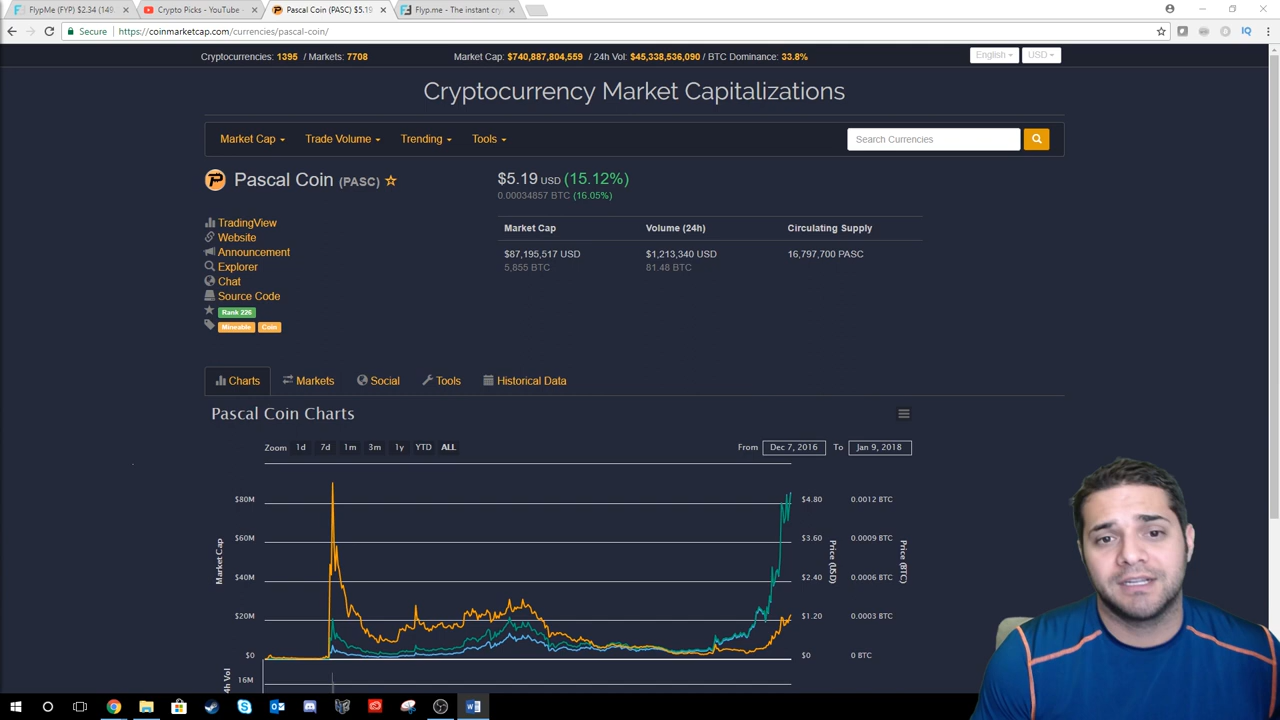 FlypMe (FYP) $2.34 (149
Crypto Picks - YouTube
Pascal Coin (PASC) $5.19
Flyp.me - The instant cry
Secure
https://coinmarketcap.com/currencies/pascal-coin/
Cryptocurrencies: 1395 / Markets: 7708
Market Cap: $740,887,804,559 / 24h Vol: $45,338,536,090 / BTC Dominance: 33.8%
English
USD
Cryptocurrency Market Capitalizations
Market Cap
Trade Volume
Trending
Tools
Search Currencies
Pascal Coin (PASC)
$5.19 USD (15.12%)
0.00034857 BTC (16.05%)
Market Cap
Volume (24h)
Circulating Supply
$87,195,517 USD
$1,213,340 USD
16,797,700 PASC
5,855 BTC
81.48 BTC
TradingView
Website
Announcement
Explorer
Chat
Source Code
Rank 226
Mineable
Coin
Charts
Markets
Social
Tools
Historical Data
Pascal Coin Charts
Zoom 1d 7d 1m 3m 1y YTD ALL
From Dec 7, 2016 To Jan 9, 2018
$80M
$4.80
0.0012 BTC
$60M
$3.60
0.0009 BTC
$40M
$2.40
0.0006 BTC
$20M
$1.20
0.0003 BTC
$0
$0
0 BTC
Market Cap
Price (USD)
Price (BTC)
16M
4h Vol